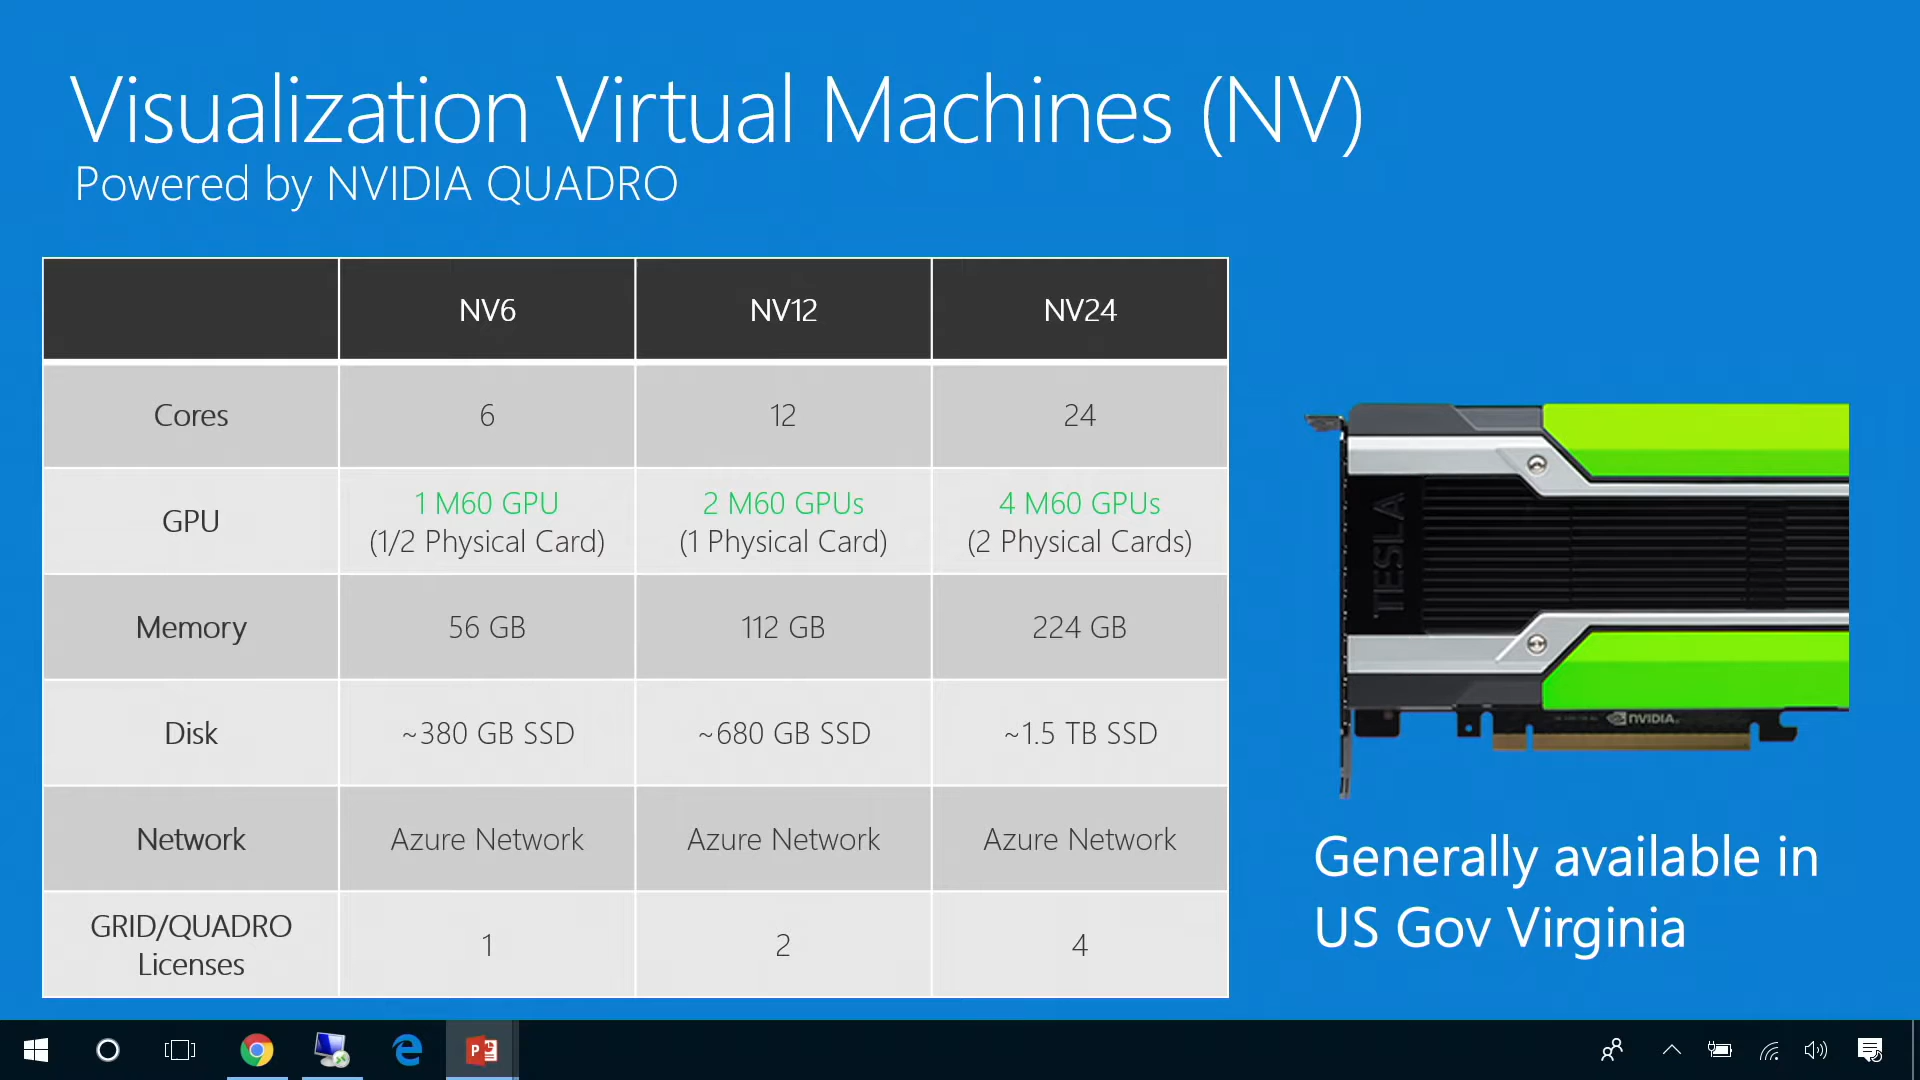 Visualization Virtual Machines (NV)
Powered by NVIDIA QUADRO
NV6 NV12 NV24
Cores 6 12 24
GPU 1 M60 GPU 2 M60 GPUs 4 M60 GPUs
(1/2 Physical Card) (1 Physical Card) (2 Physical Cards)
Memory 56 GB 112 GB 224 GB
Disk ~380 GB SSD ~680 GB SSD ~1.5 TB SSD
Network Azure Network Azure Network Azure Network
GRID/QUADRO
Licenses 1 2 4
TESLA
NVIDIA.
Generally available in
US Gov Virginia